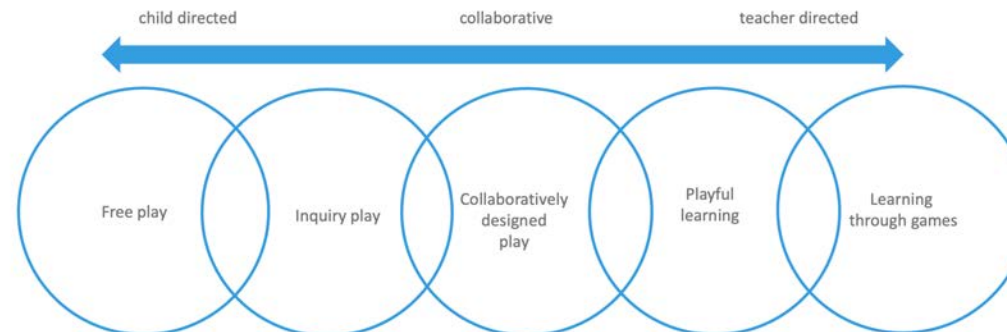 child directed
collaborative
teacher directed
Free play
Inquiry play
Collaboratively
designed
play
Playful
learning
Learning
through games